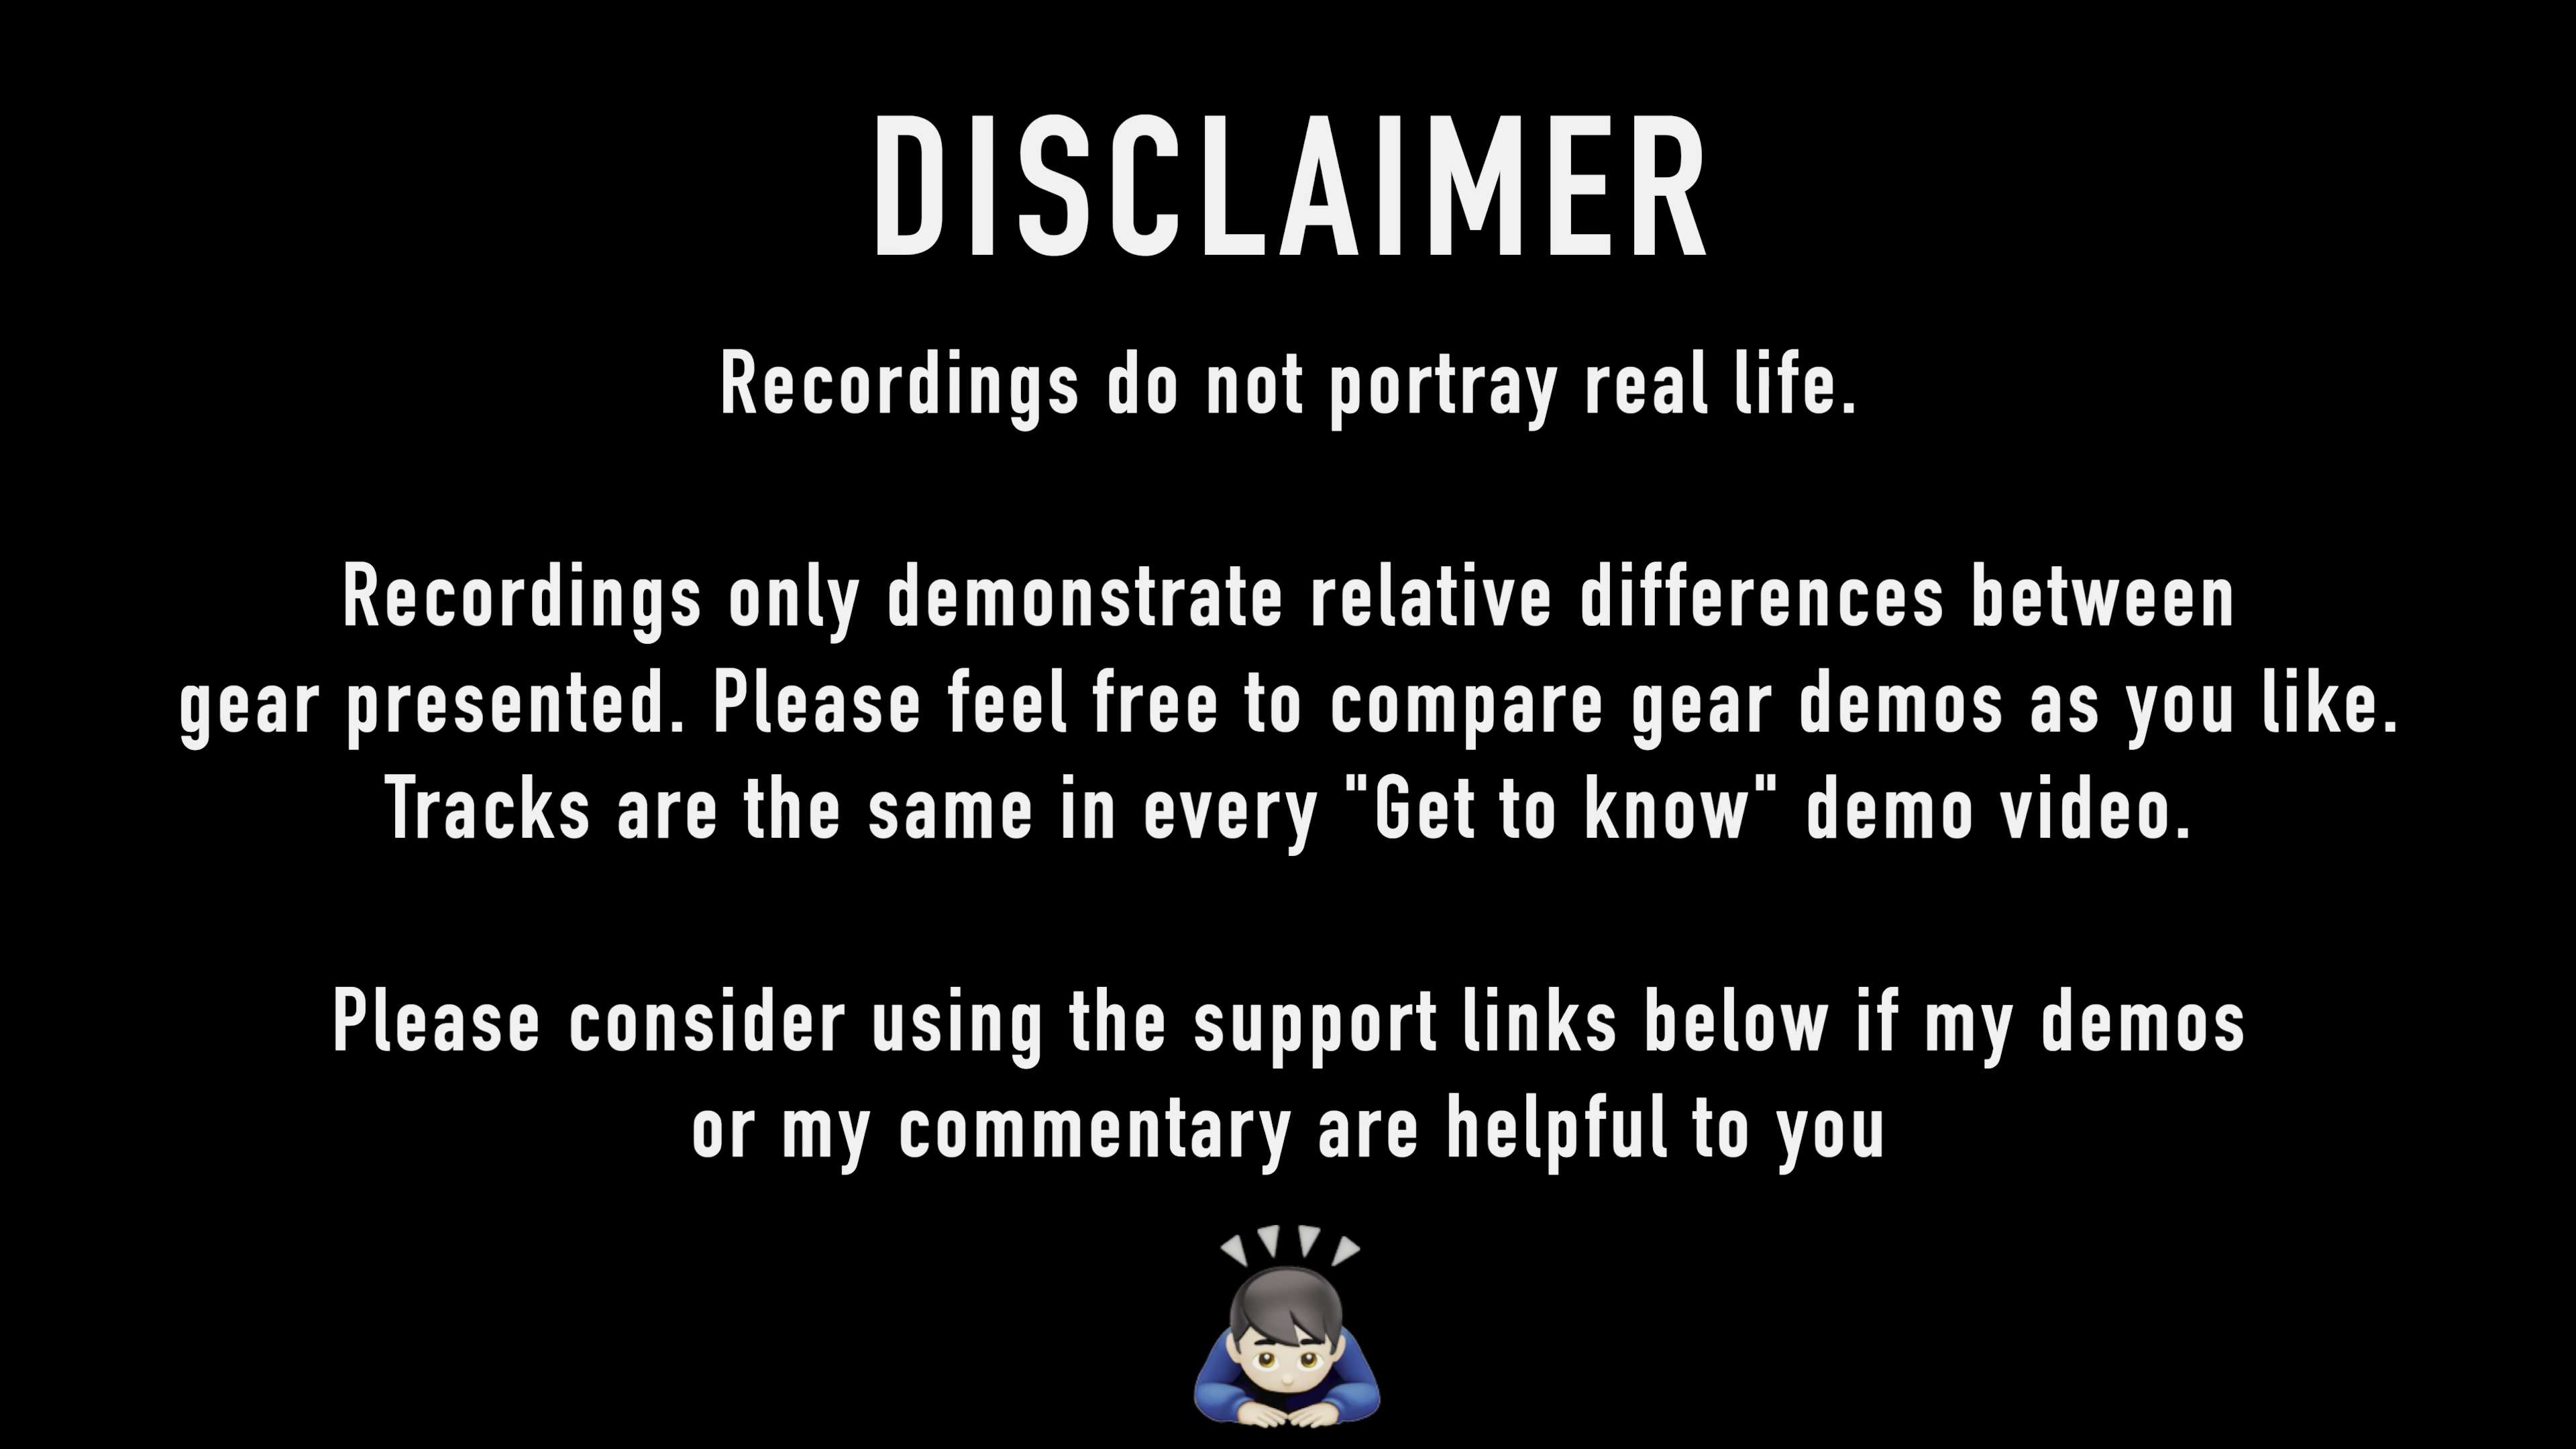 DISCLAIMER
Recordings do not portray real life.
Recordings only demonstrate relative differences between
gear presented. Please feel free to compare gear demos as you like.
Tracks are the same in every "Get to know" demo video.
Please consider using the support links below if my demos
or my commentary are helpful to you